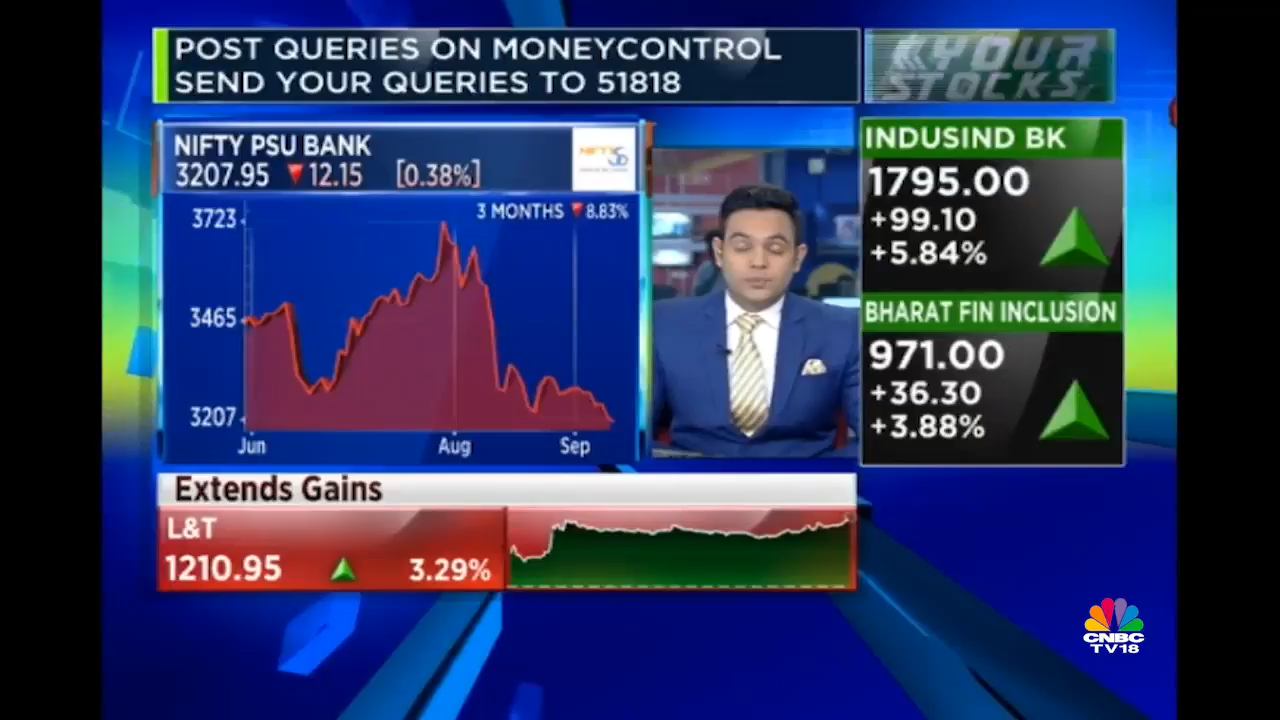 POST QUERIES ON MONEYCONTROL
SEND YOUR QUERIES TO 51818
YOUR
STOCKS
NIFTY PSU BANK
3207.95 ▼12.15 [0.38%]
NIFTY
3 MONTHS ▼8.83%
3723
3465
3207
Jun Aug Sep
INDUSIND BK
1795.00
+99.10
+5.84%
BHARAT FIN INCLUSION
971.00
+36.30
+3.88%
Extends Gains
L&T
1210.95 ▲ 3.29%
CNBC
TV18